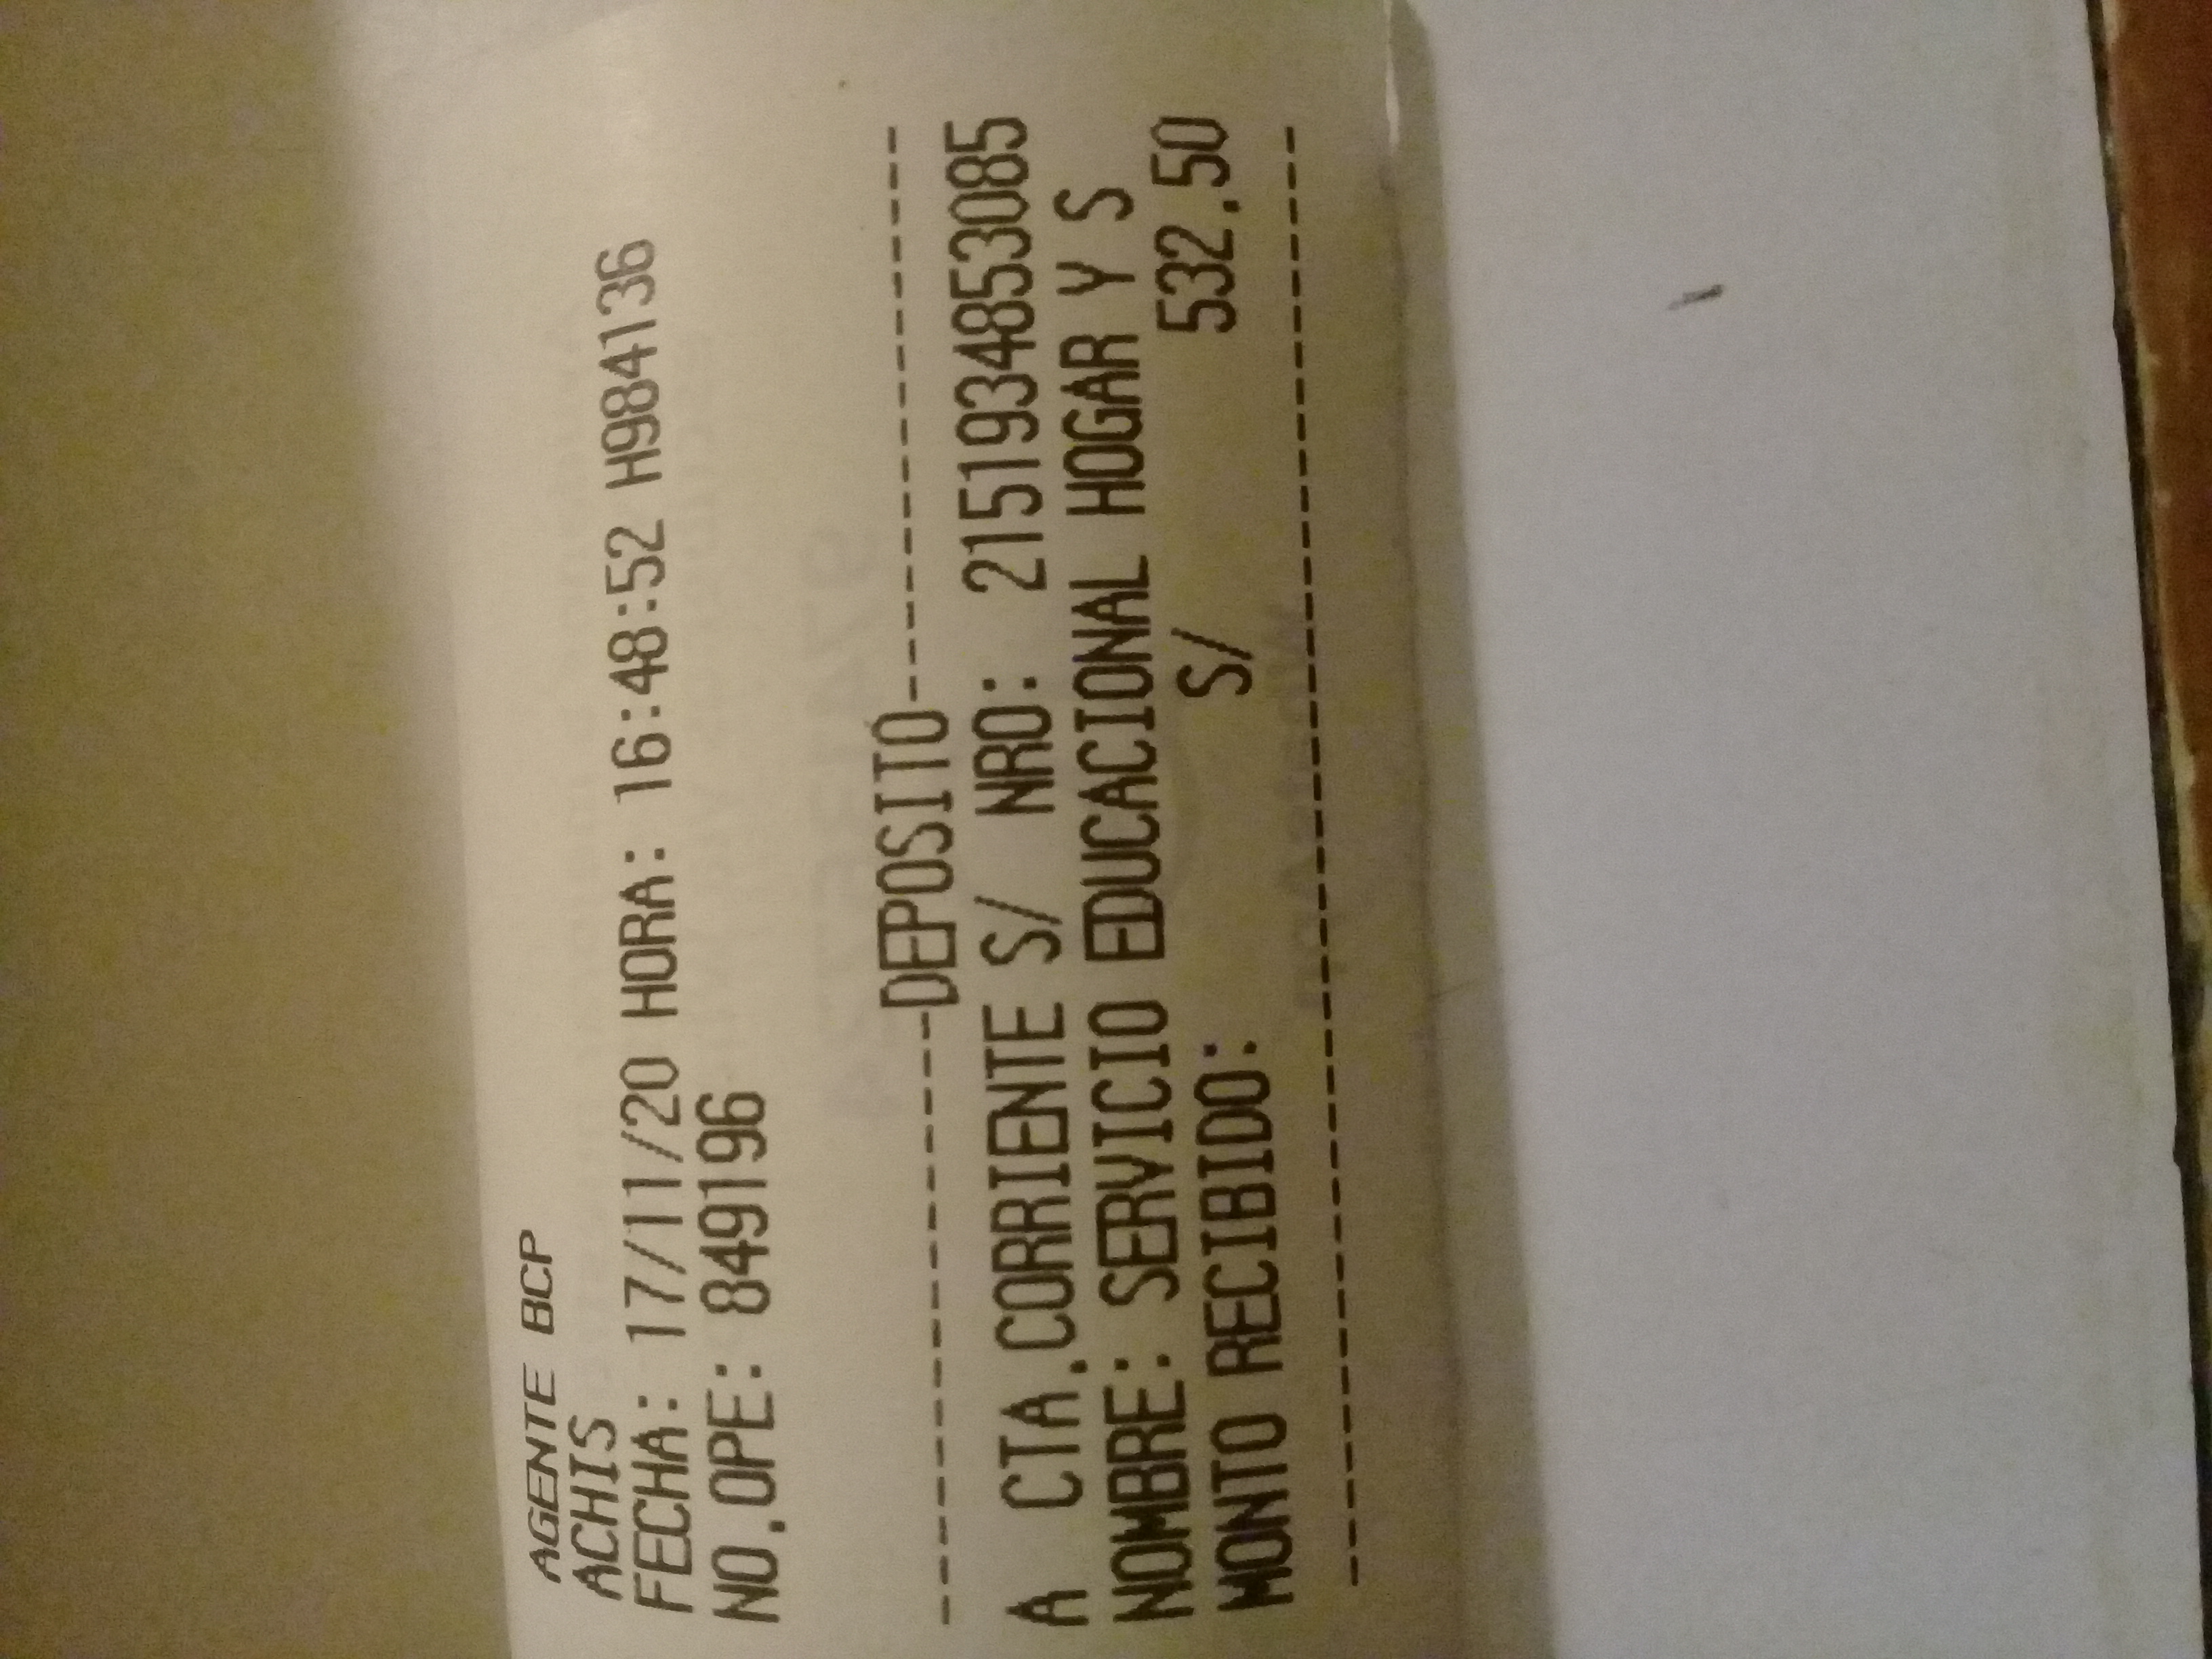 AGENTE BCP
ACHIS
FECHA: 17/11/20 HORA: 16:48:52 H984136
NO.OPE: 849196
----DEPOSITO--------------------
A CTA.CORRIENTE S/ NRO: 2151934853085
NOMBRE: SERVICIO EDUCACIONAL HOGAR Y S
MONTO RECIBIDO: S/ 532.50